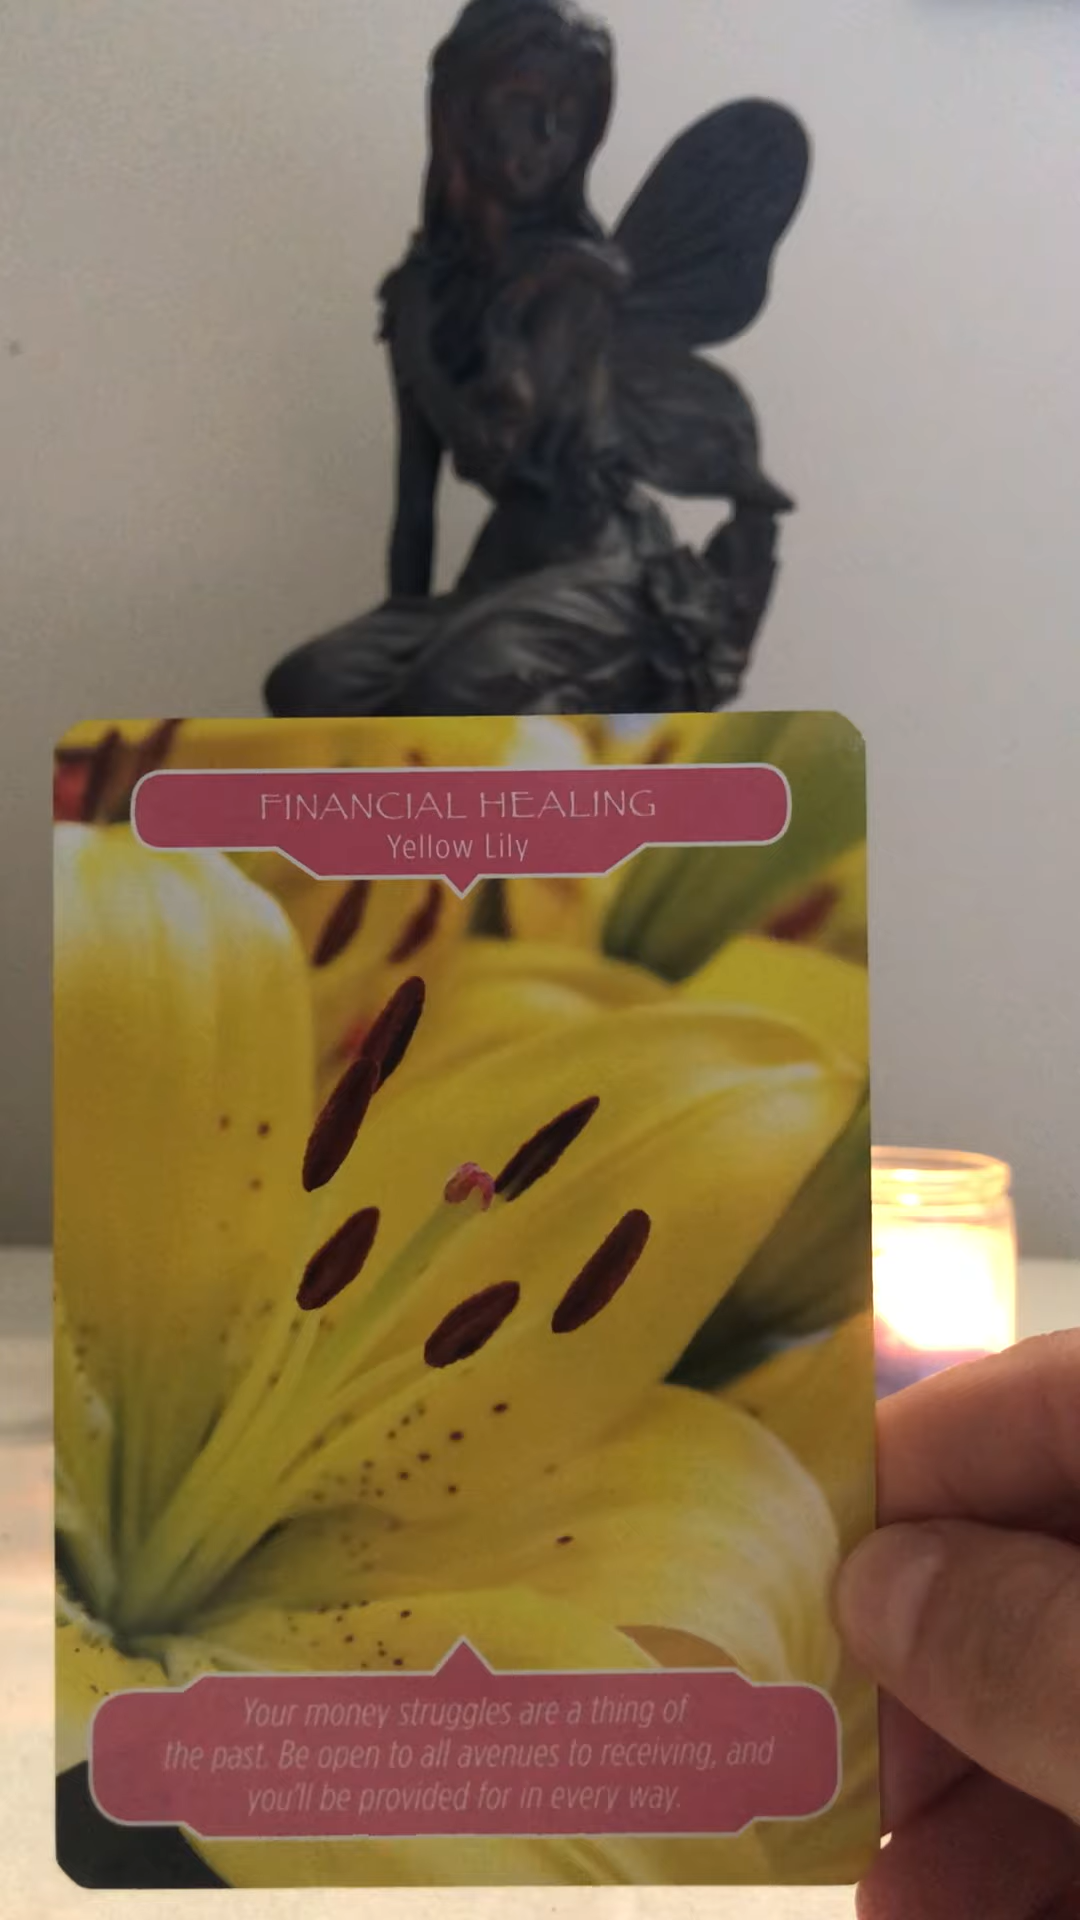 FINANCIAL HEALING
Yellow Lily
Your money struggles are a thing of
the past. Be open to all avenues to receiving, and
you'll be provided for in every way.